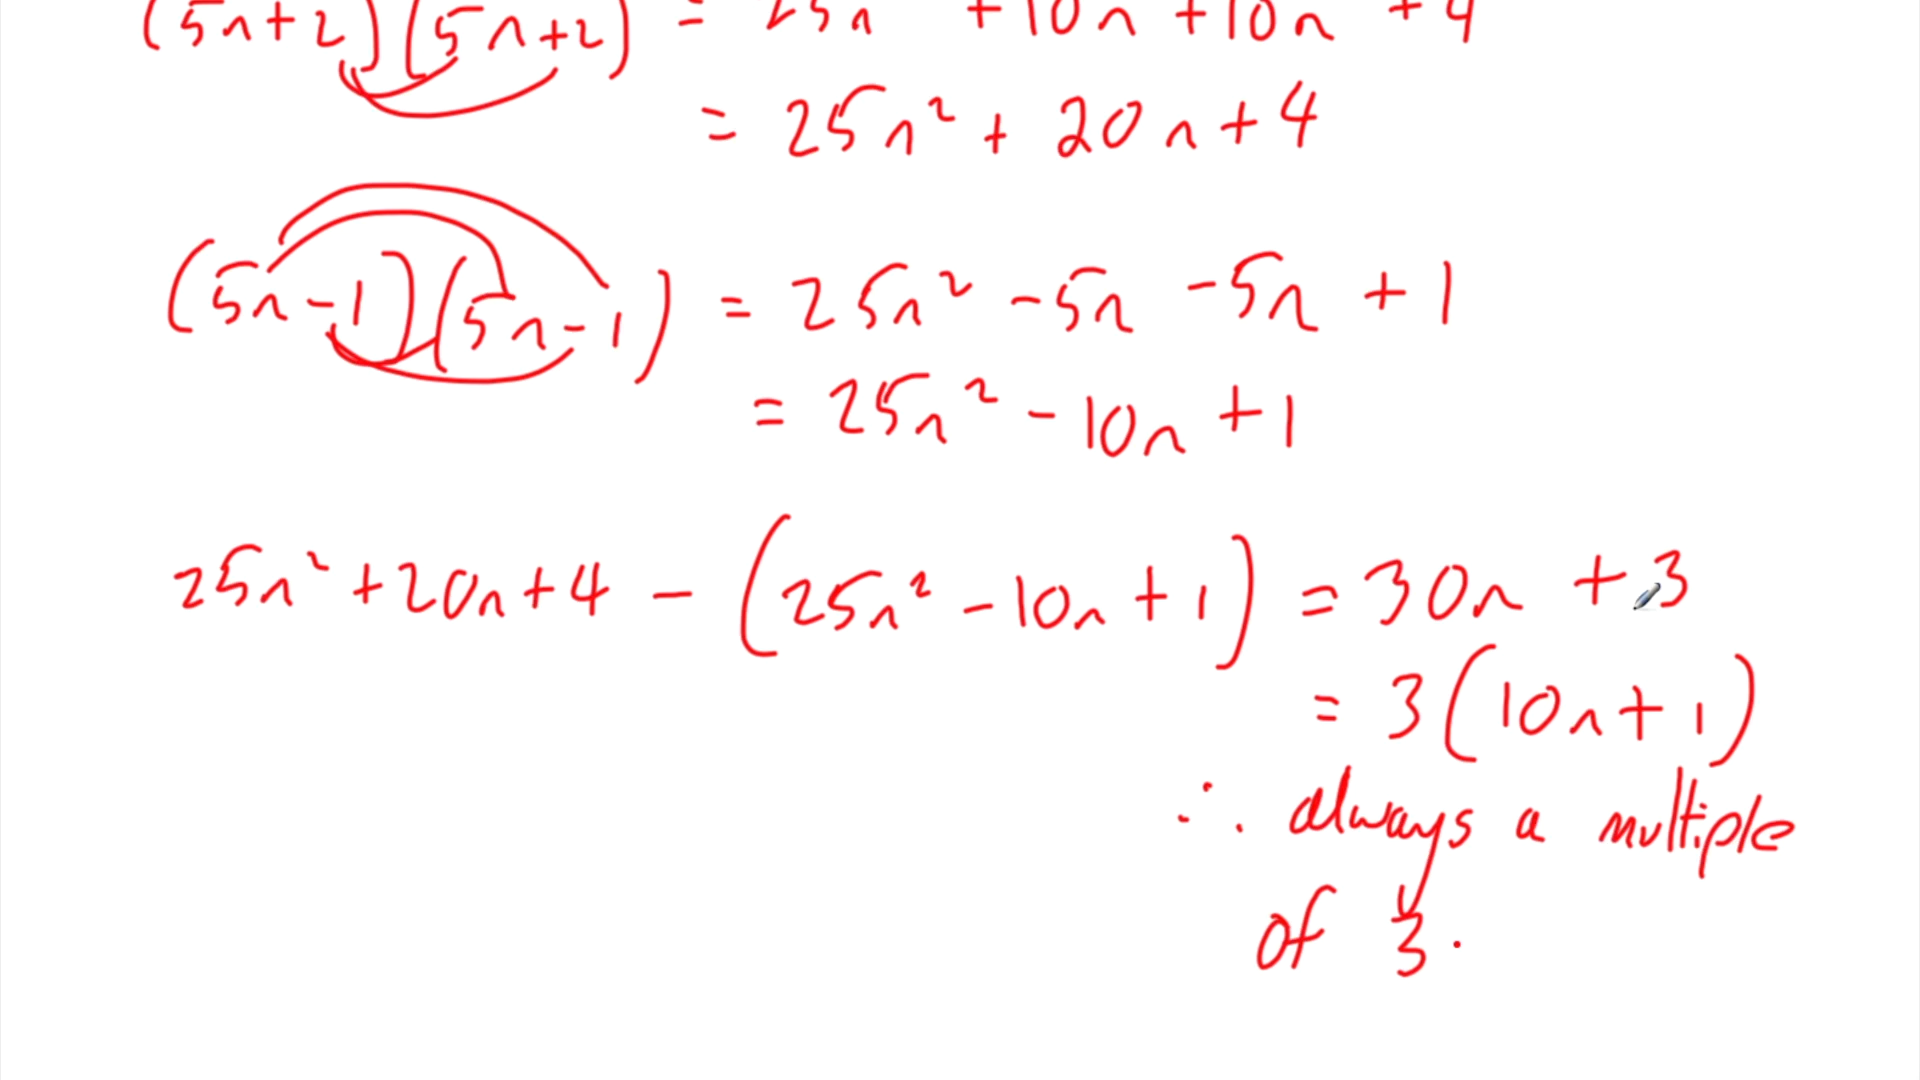 (5n+2)(5n+2) = 25n² + 10n + 10n + 4
= 25n² + 20n + 4
(5n-1)(5n-1) = 25n² - 5n - 5n + 1
= 25n² - 10n + 1
25n² + 20n + 4 - (25n² - 10n + 1) = 30n + 3
= 3(10n + 1)
∴ always a multiple
of 3.